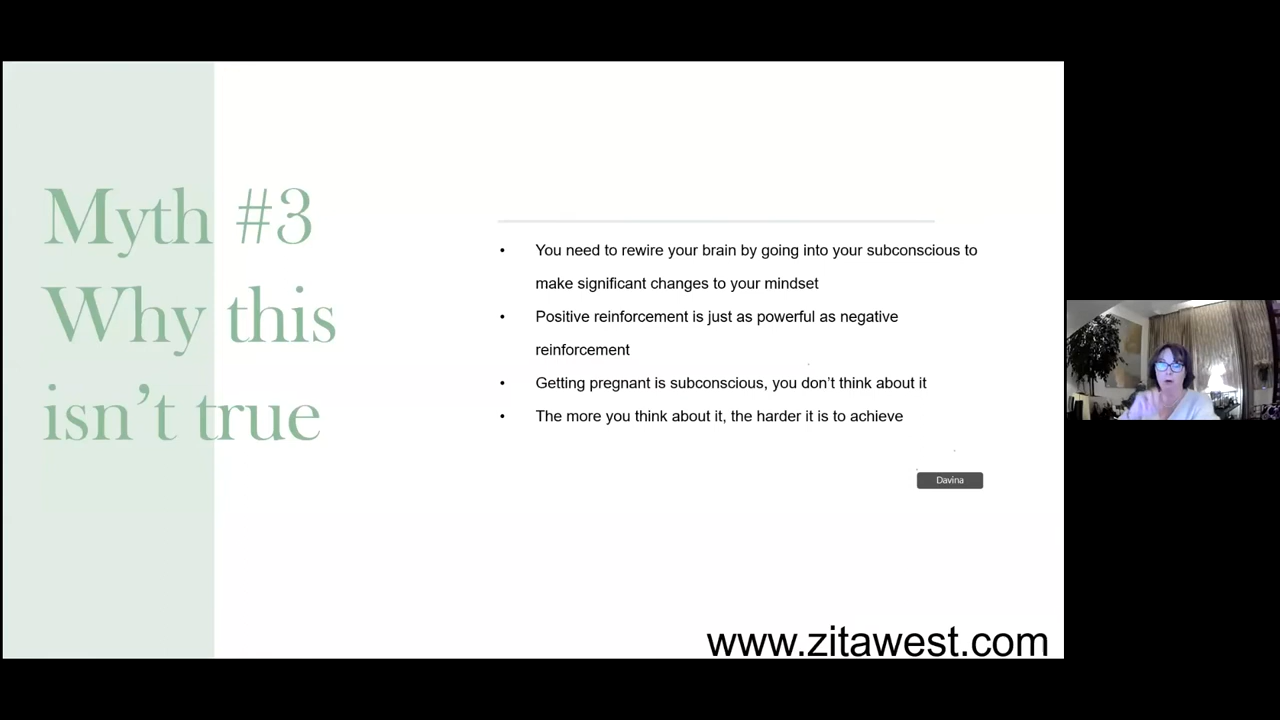 Myth #3
Why this
isn't true
• You need to rewire your brain by going into your subconscious to
make significant changes to your mindset
• Positive reinforcement is just as powerful as negative
reinforcement
• Getting pregnant is subconscious, you don't think about it
• The more you think about it, the harder it is to achieve
Davina
www.zitawest.com